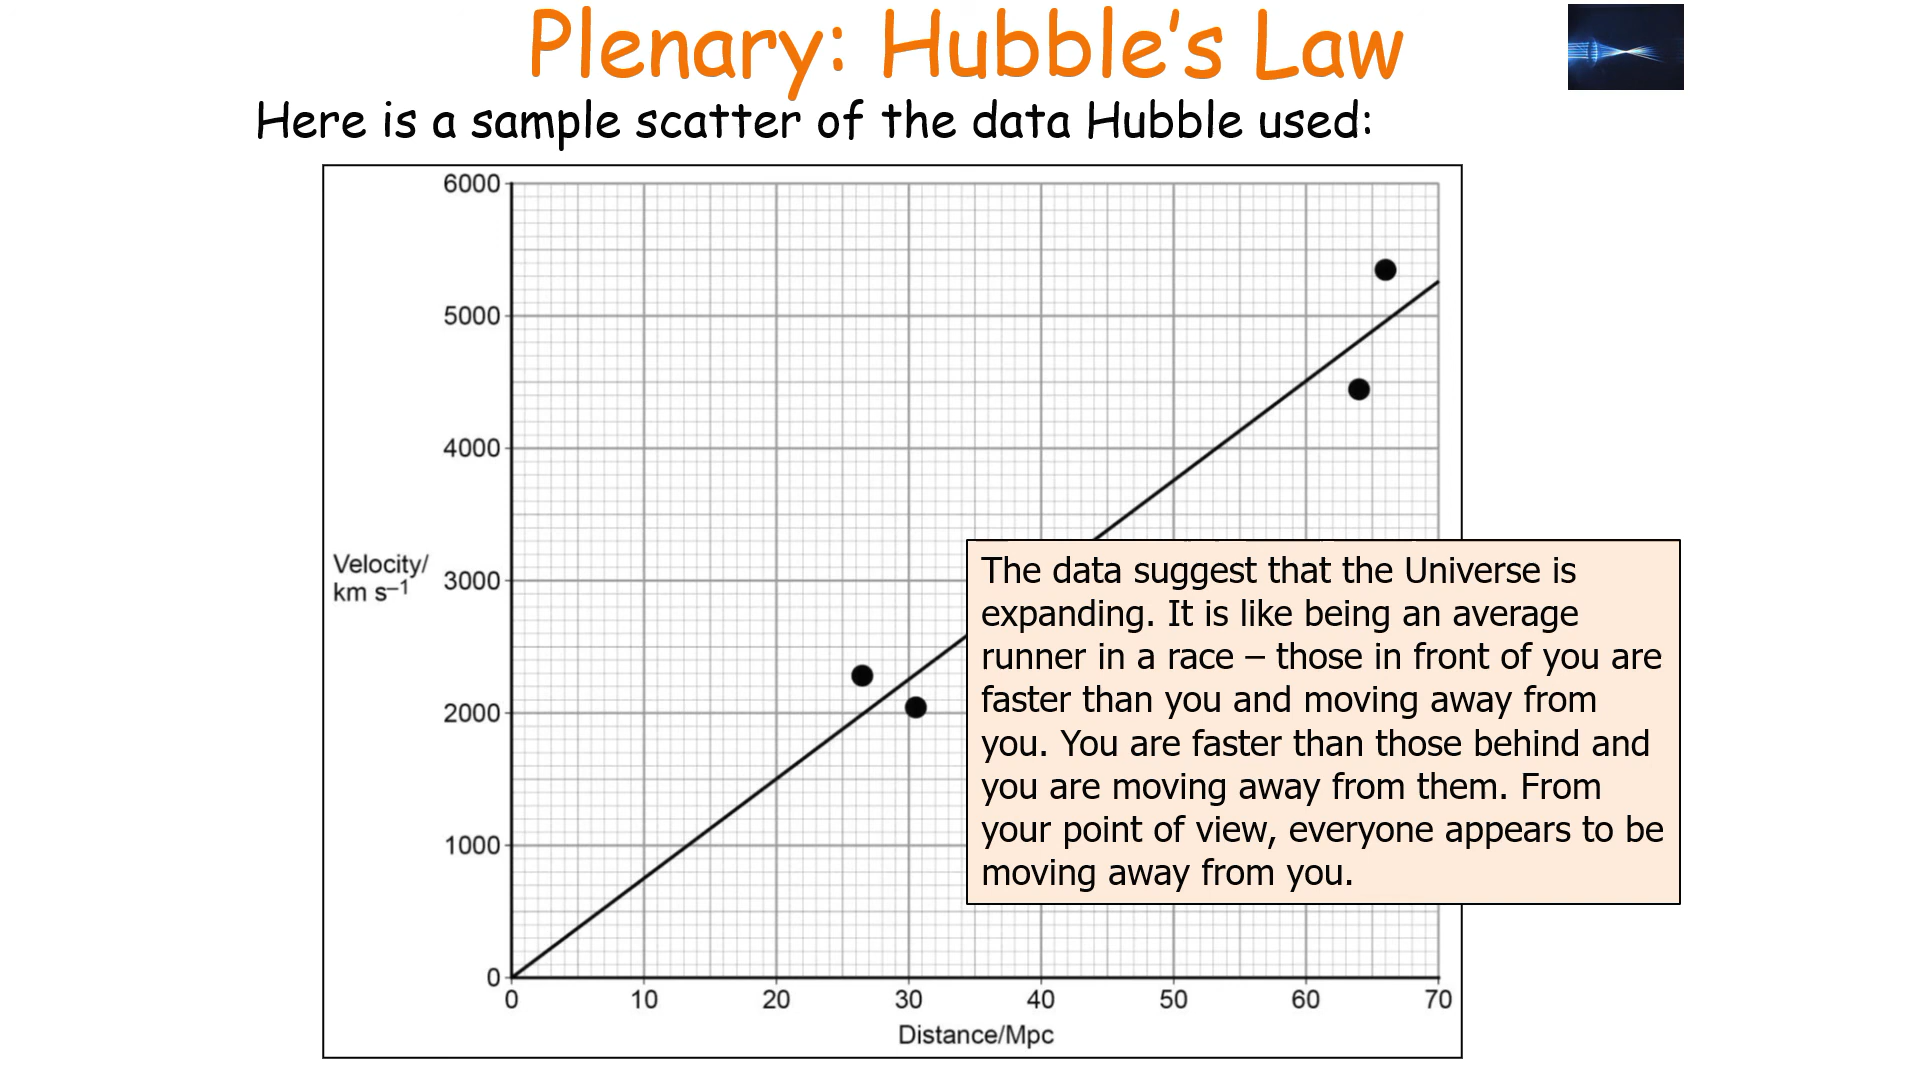 Plenary: Hubble's Law
Here is a sample scatter of the data Hubble used:
6000
5000
4000
Velocity/
km s–1
3000
2000
1000
0
The data suggest that the Universe is
expanding. It is like being an average
runner in a race – those in front of you are
faster than you and moving away from
you. You are faster than those behind and
you are moving away from them. From
your point of view, everyone appears to be
moving away from you.
0 10 20 30 40 50 60 70
Distance/Mpc